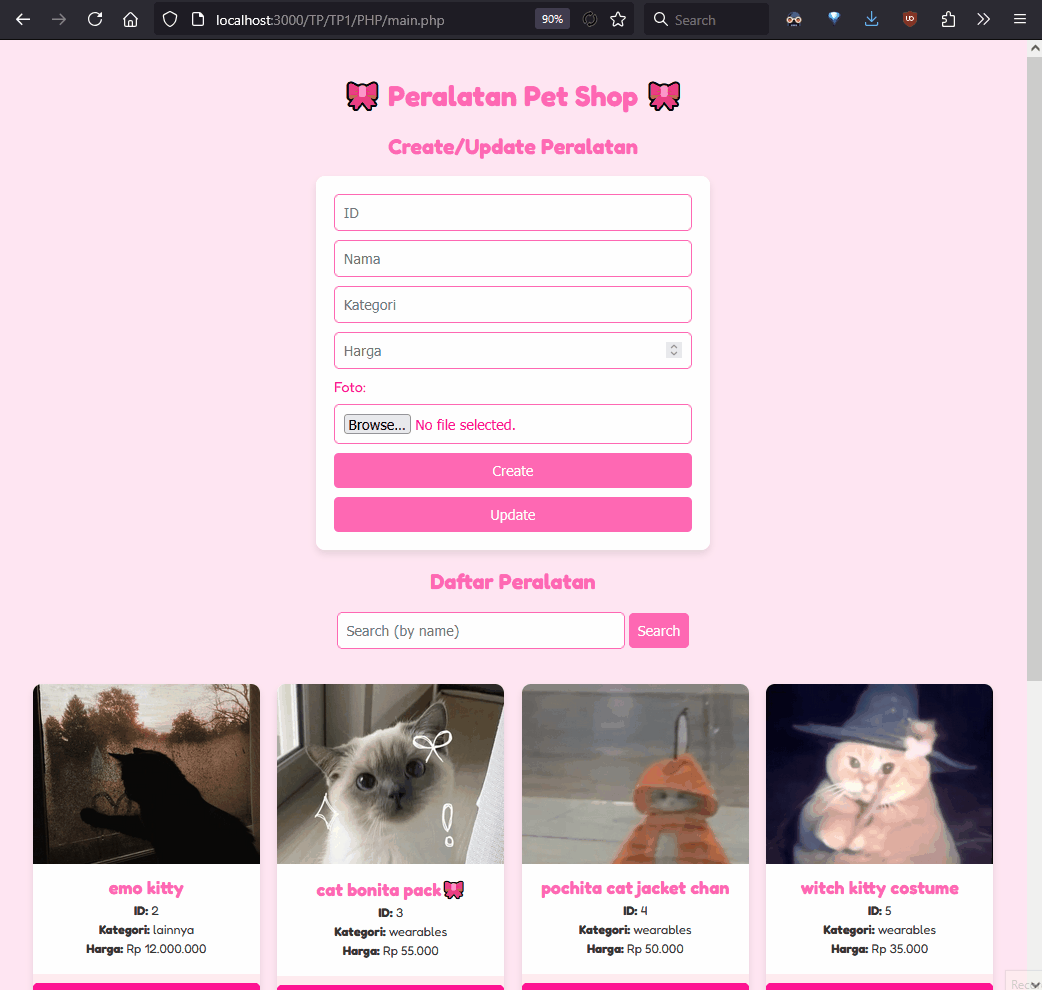 localhost:3000/TP/TP1/PHP/main.php 90% Search
🎀 Peralatan Pet Shop 🎀
Create/Update Peralatan
ID
Nama
Kategori
Harga
Foto:
Browse... No file selected.
Create
Update
Daftar Peralatan
Search (by name) Search
emo kitty
ID: 2
Kategori: lainnya
Harga: Rp 12.000.000
cat bonita pack🎀
ID: 3
Kategori: wearables
Harga: Rp 55.000
pochita cat jacket chan
ID: 4
Kategori: wearables
Harga: Rp 50.000
witch kitty costume
ID: 5
Kategori: wearables
Harga: Rp 35.000